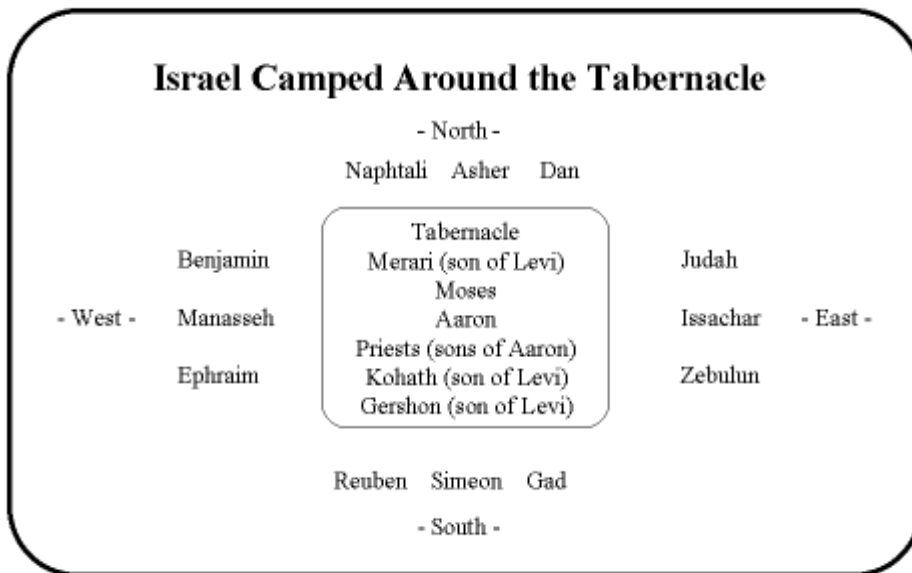 Israel Camped Around the Tabernacle
- North -
Naphtali Asher Dan
Tabernacle
Benjamin Merari (son of Levi) Judah
Moses
- West - Manasseh Aaron Issachar - East -
Priests (sons of Aaron)
Ephraim Kohath (son of Levi) Zebulun
Gershon (son of Levi)
Reuben Simeon Gad
- South -